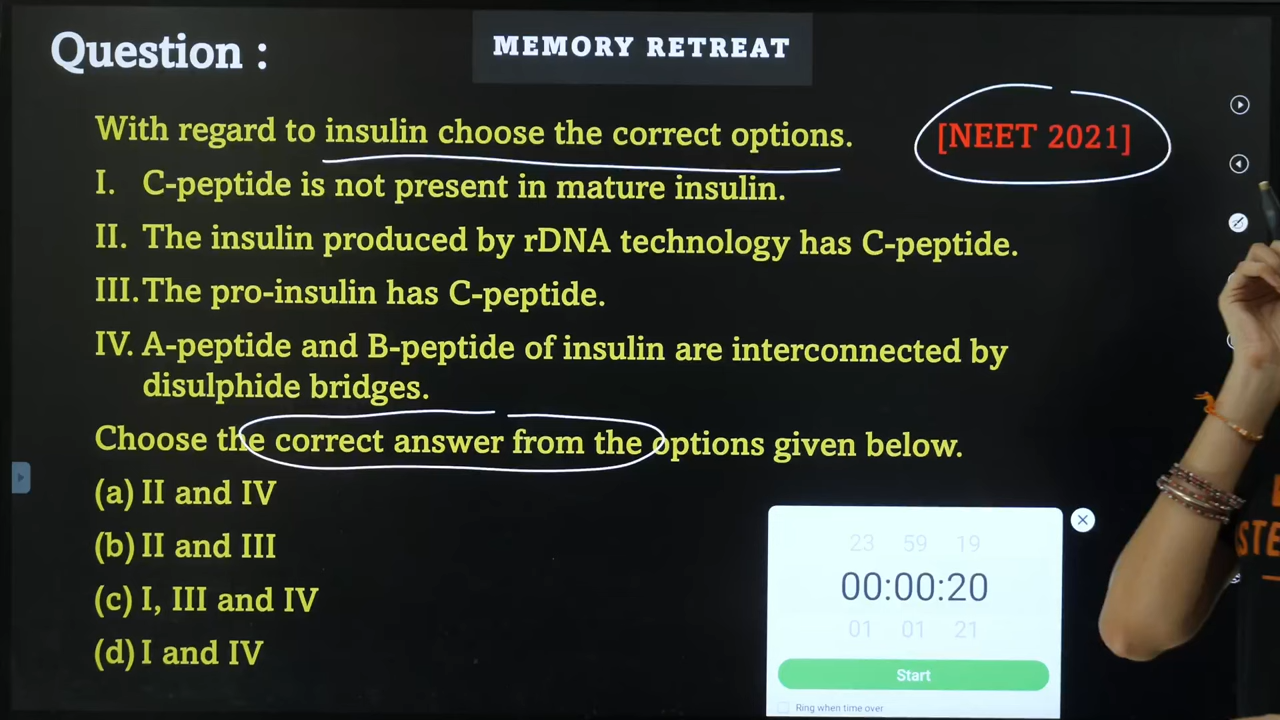 Question :
MEMORY RETREAT
With regard to insulin choose the correct options.
[NEET 2021]
I. C-peptide is not present in mature insulin.
II. The insulin produced by rDNA technology has C-peptide.
III. The pro-insulin has C-peptide.
IV. A-peptide and B-peptide of insulin are interconnected by
disulphide bridges.
Choose the correct answer from the options given below.
(a) II and IV
(b) II and III
(c) I, III and IV
(d) I and IV
23 59 19
00:00:20
01 01 21
Start
Ring when time over